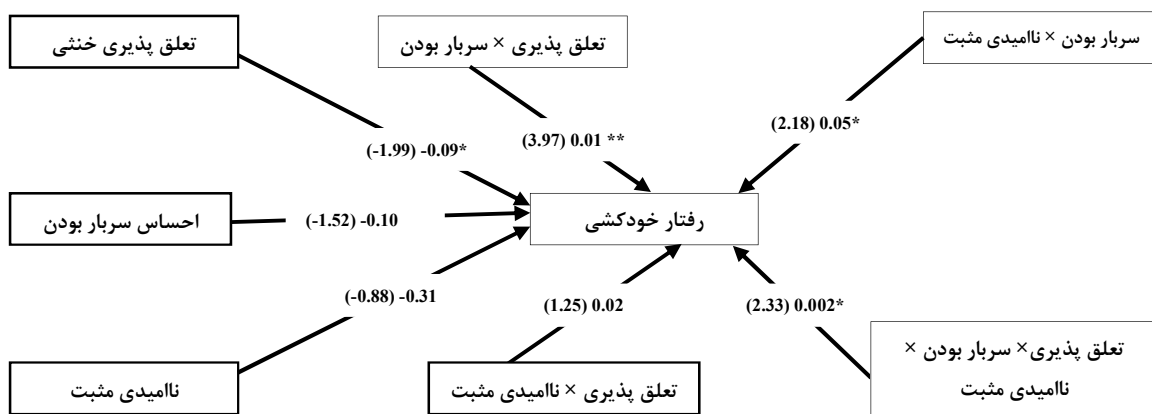 تعلق پذیری خنثی
تعلق پذیری × سربار بودن
سربار بودن × ناامیدی مثبت
(2.18) 0.05*
(3.97) 0.01 **
(-1.99) -0.09*
احساس سربار بودن
(-1.52) -0.10
رفتار خودکشی
(-0.88) -0.31
(1.25) 0.02
(2.33) 0.002*
ناامیدی مثبت
تعلق پذیری × ناامیدی مثبت
تعلق پذیری× سربار بودن ×
ناامیدی مثبت